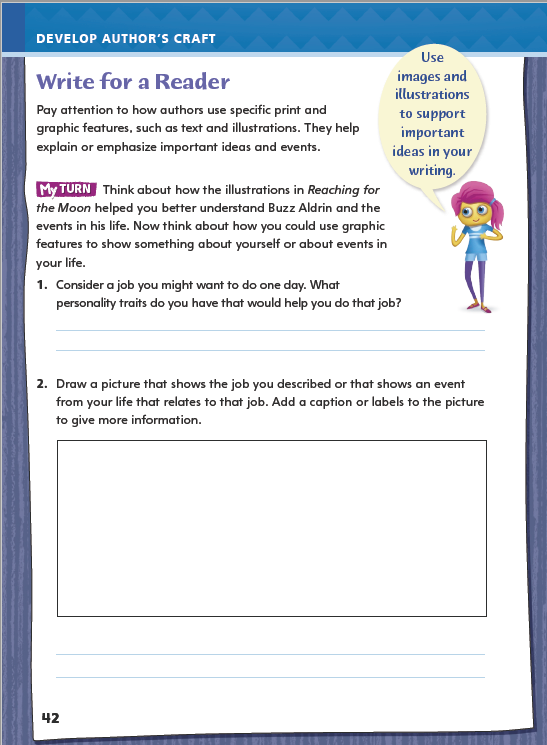 DEVELOP AUTHOR'S CRAFT
Write for a Reader
Pay attention to how authors use specific print and
graphic features, such as text and illustrations. They help
explain or emphasize important ideas and events.
Use
images and
illustrations
to support
important
ideas in your
writing.
My TURN Think about how the illustrations in Reaching for
the Moon helped you better understand Buzz Aldrin and the
events in his life. Now think about how you could use graphic
features to show something about yourself or about events in
your life.
1. Consider a job you might want to do one day. What
personality traits do you have that would help you do that job?
2. Draw a picture that shows the job you described or that shows an event
from your life that relates to that job. Add a caption or labels to the picture
to give more information.
42